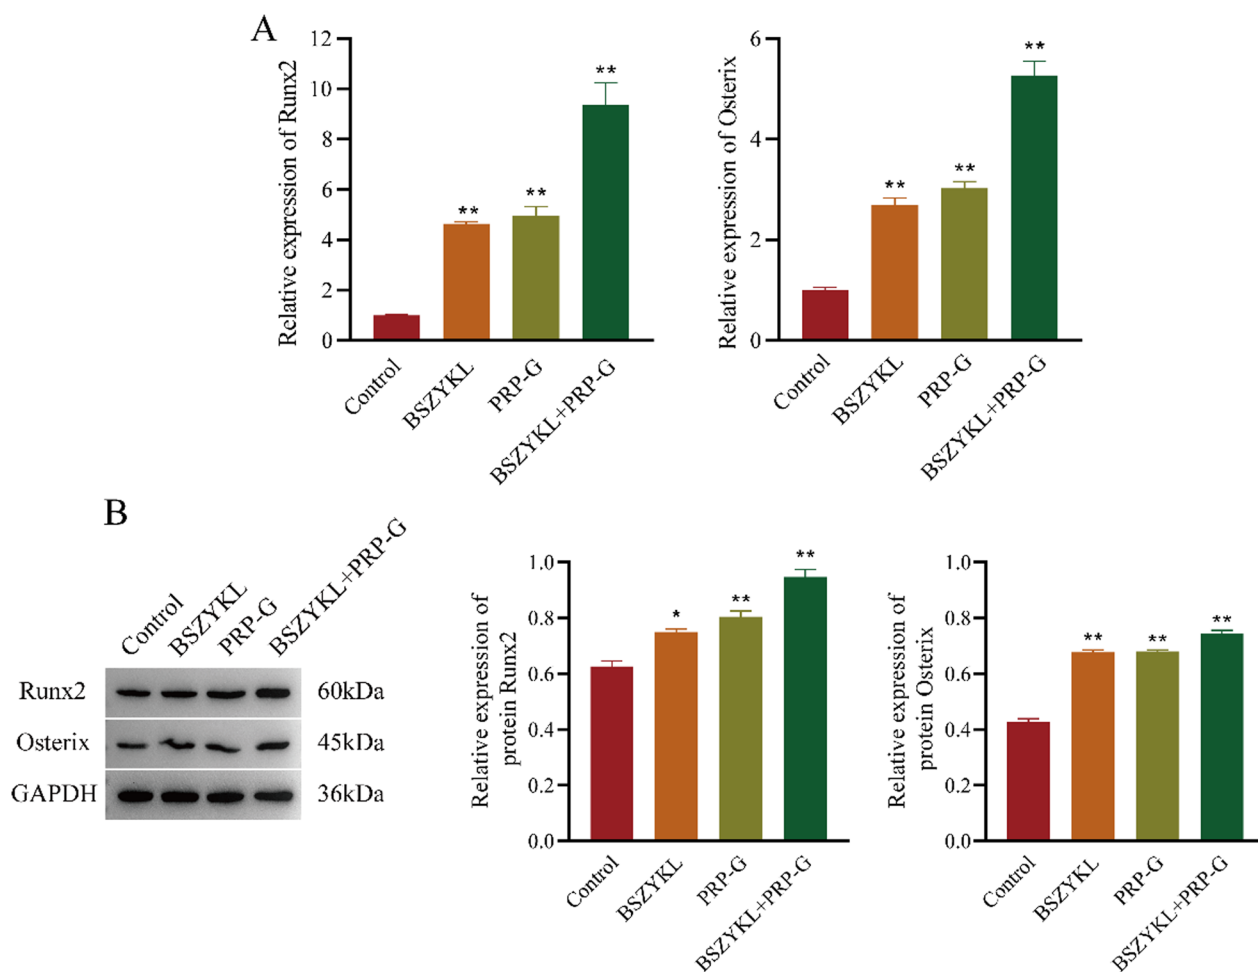 A
Relative expression of Runx2
12
10
8
6
4
2
0
**
**
**
Control
BSZYKL
PRP-G
BSZYKL+PRP-G
Relative expression of Osterix
6
4
2
0
**
**
**
Control
BSZYKL
PRP-G
BSZYKL+PRP-G
B
Control
BSZYKL
PRP-G
BSZYKL+PRP-G
Runx2 60kDa
Osterix 45kDa
GAPDH 36kDa
Relative expression of
protein Runx2
1.0
0.8
0.6
0.4
0.2
0.0
*
**
**
Control
BSZYKL
PRP-G
BSZYKL+PRP-G
Relative expression of
protein Osterix
1.0
0.8
0.6
0.4
0.2
0.0
**
**
**
Control
BSZYKL
PRP-G
BSZYKL+PRP-G